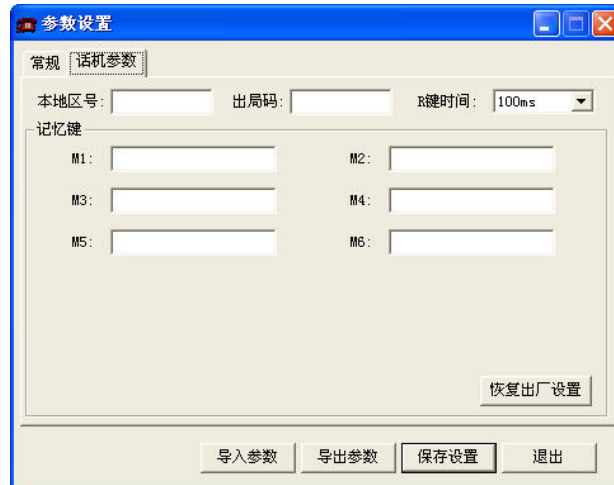 参数设置
常规 话机参数
本地区号: 出局码: R键时间: 100ms
记忆键
M1: M2:
M3: M4:
M5: M6:
恢复出厂设置
导入参数 导出参数 保存设置 退出